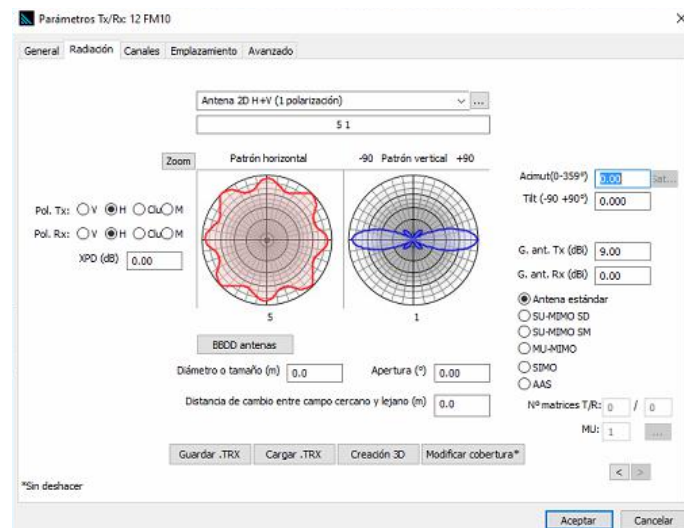 Parámetros Tx/Rx: 12 FM10
General Radiación Canales Emplazamiento Avanzado
Antena 2D H+V (1 polarización) ...
5 1
Zoom Patrón horizontal -90 Patrón vertical +90
Acimut(0-359º) 0.00
Tilt (-90 +90º) 0.000
Pol. Tx: V H M
Pol. Rx: V H M
XPD (dB) 0.00
G. ant. Tx (dBi) 9.00
G. ant. Rx (dBi) 0.00
Antena estándar
SU-MIMO SD
SU-MIMO SM
MU-MIMO
SIMO
AAS
5 1
BBDD antenas
Diámetro o tamaño (m) 0.0 Apertura (º) 0.00
Distancia de cambio entre campo cercano y lejano (m) 0.0
Nº matrices T/R: 0 / 0
MU: 1 ...
Guardar .TRX Cargar .TRX Creación 3D Modificar cobertura*
< >
*Sin deshacer
Aceptar Cancelar